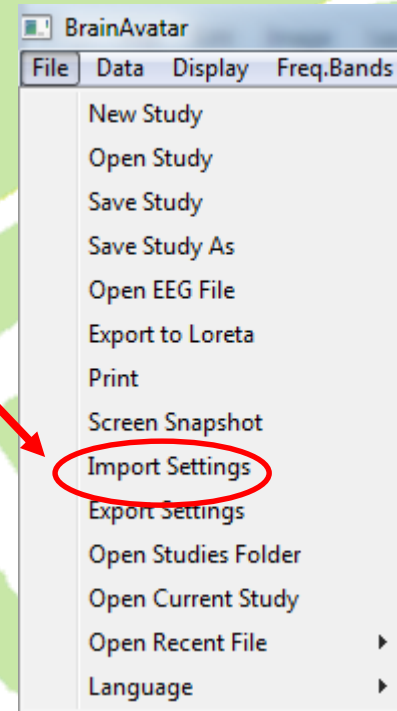 BrainAvatar
File Data Display Freq.Bands
New Study
Open Study
Save Study
Save Study As
Open EEG File
Export to Loreta
Print
Screen Snapshot
Import Settings
Export Settings
Open Studies Folder
Open Current Study
Open Recent File
Language